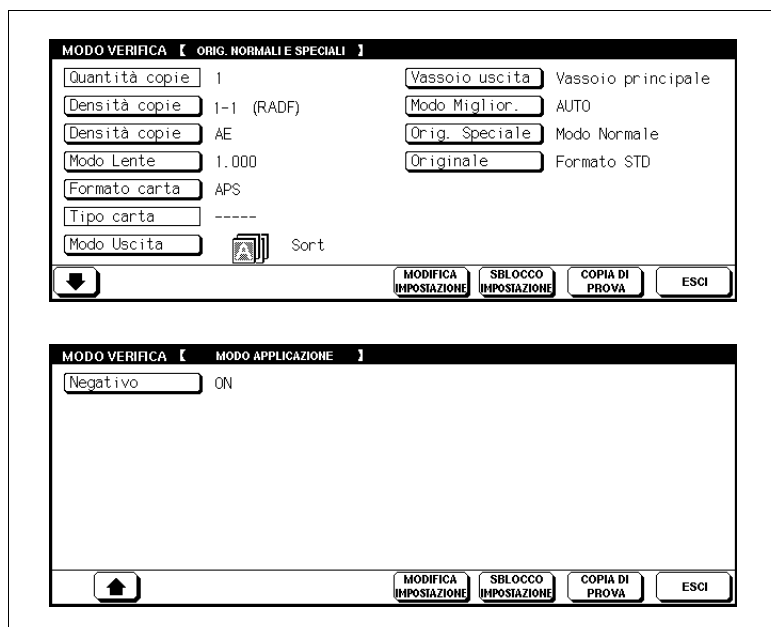 MODO VERIFICA 【 ORIG. NORMALI E SPECIALI 】
Quantità copie 1
Densità copie 1-1 (RADF)
Densità copie AE
Modo Lente 1.000
Formato carta APS
Tipo carta -----
Modo Uscita A Sort
Vassoio uscita Vassoio principale
Modo Miglior. AUTO
Orig. Speciale Modo Normale
Originale Formato STD
MODIFICA IMPOSTAZIONE
SBLOCCO IMPOSTAZIONE
COPIA DI PROVA
ESCI
MODO VERIFICA 【 MODO APPLICAZIONE 】
Negativo ON
MODIFICA IMPOSTAZIONE
SBLOCCO IMPOSTAZIONE
COPIA DI PROVA
ESCI